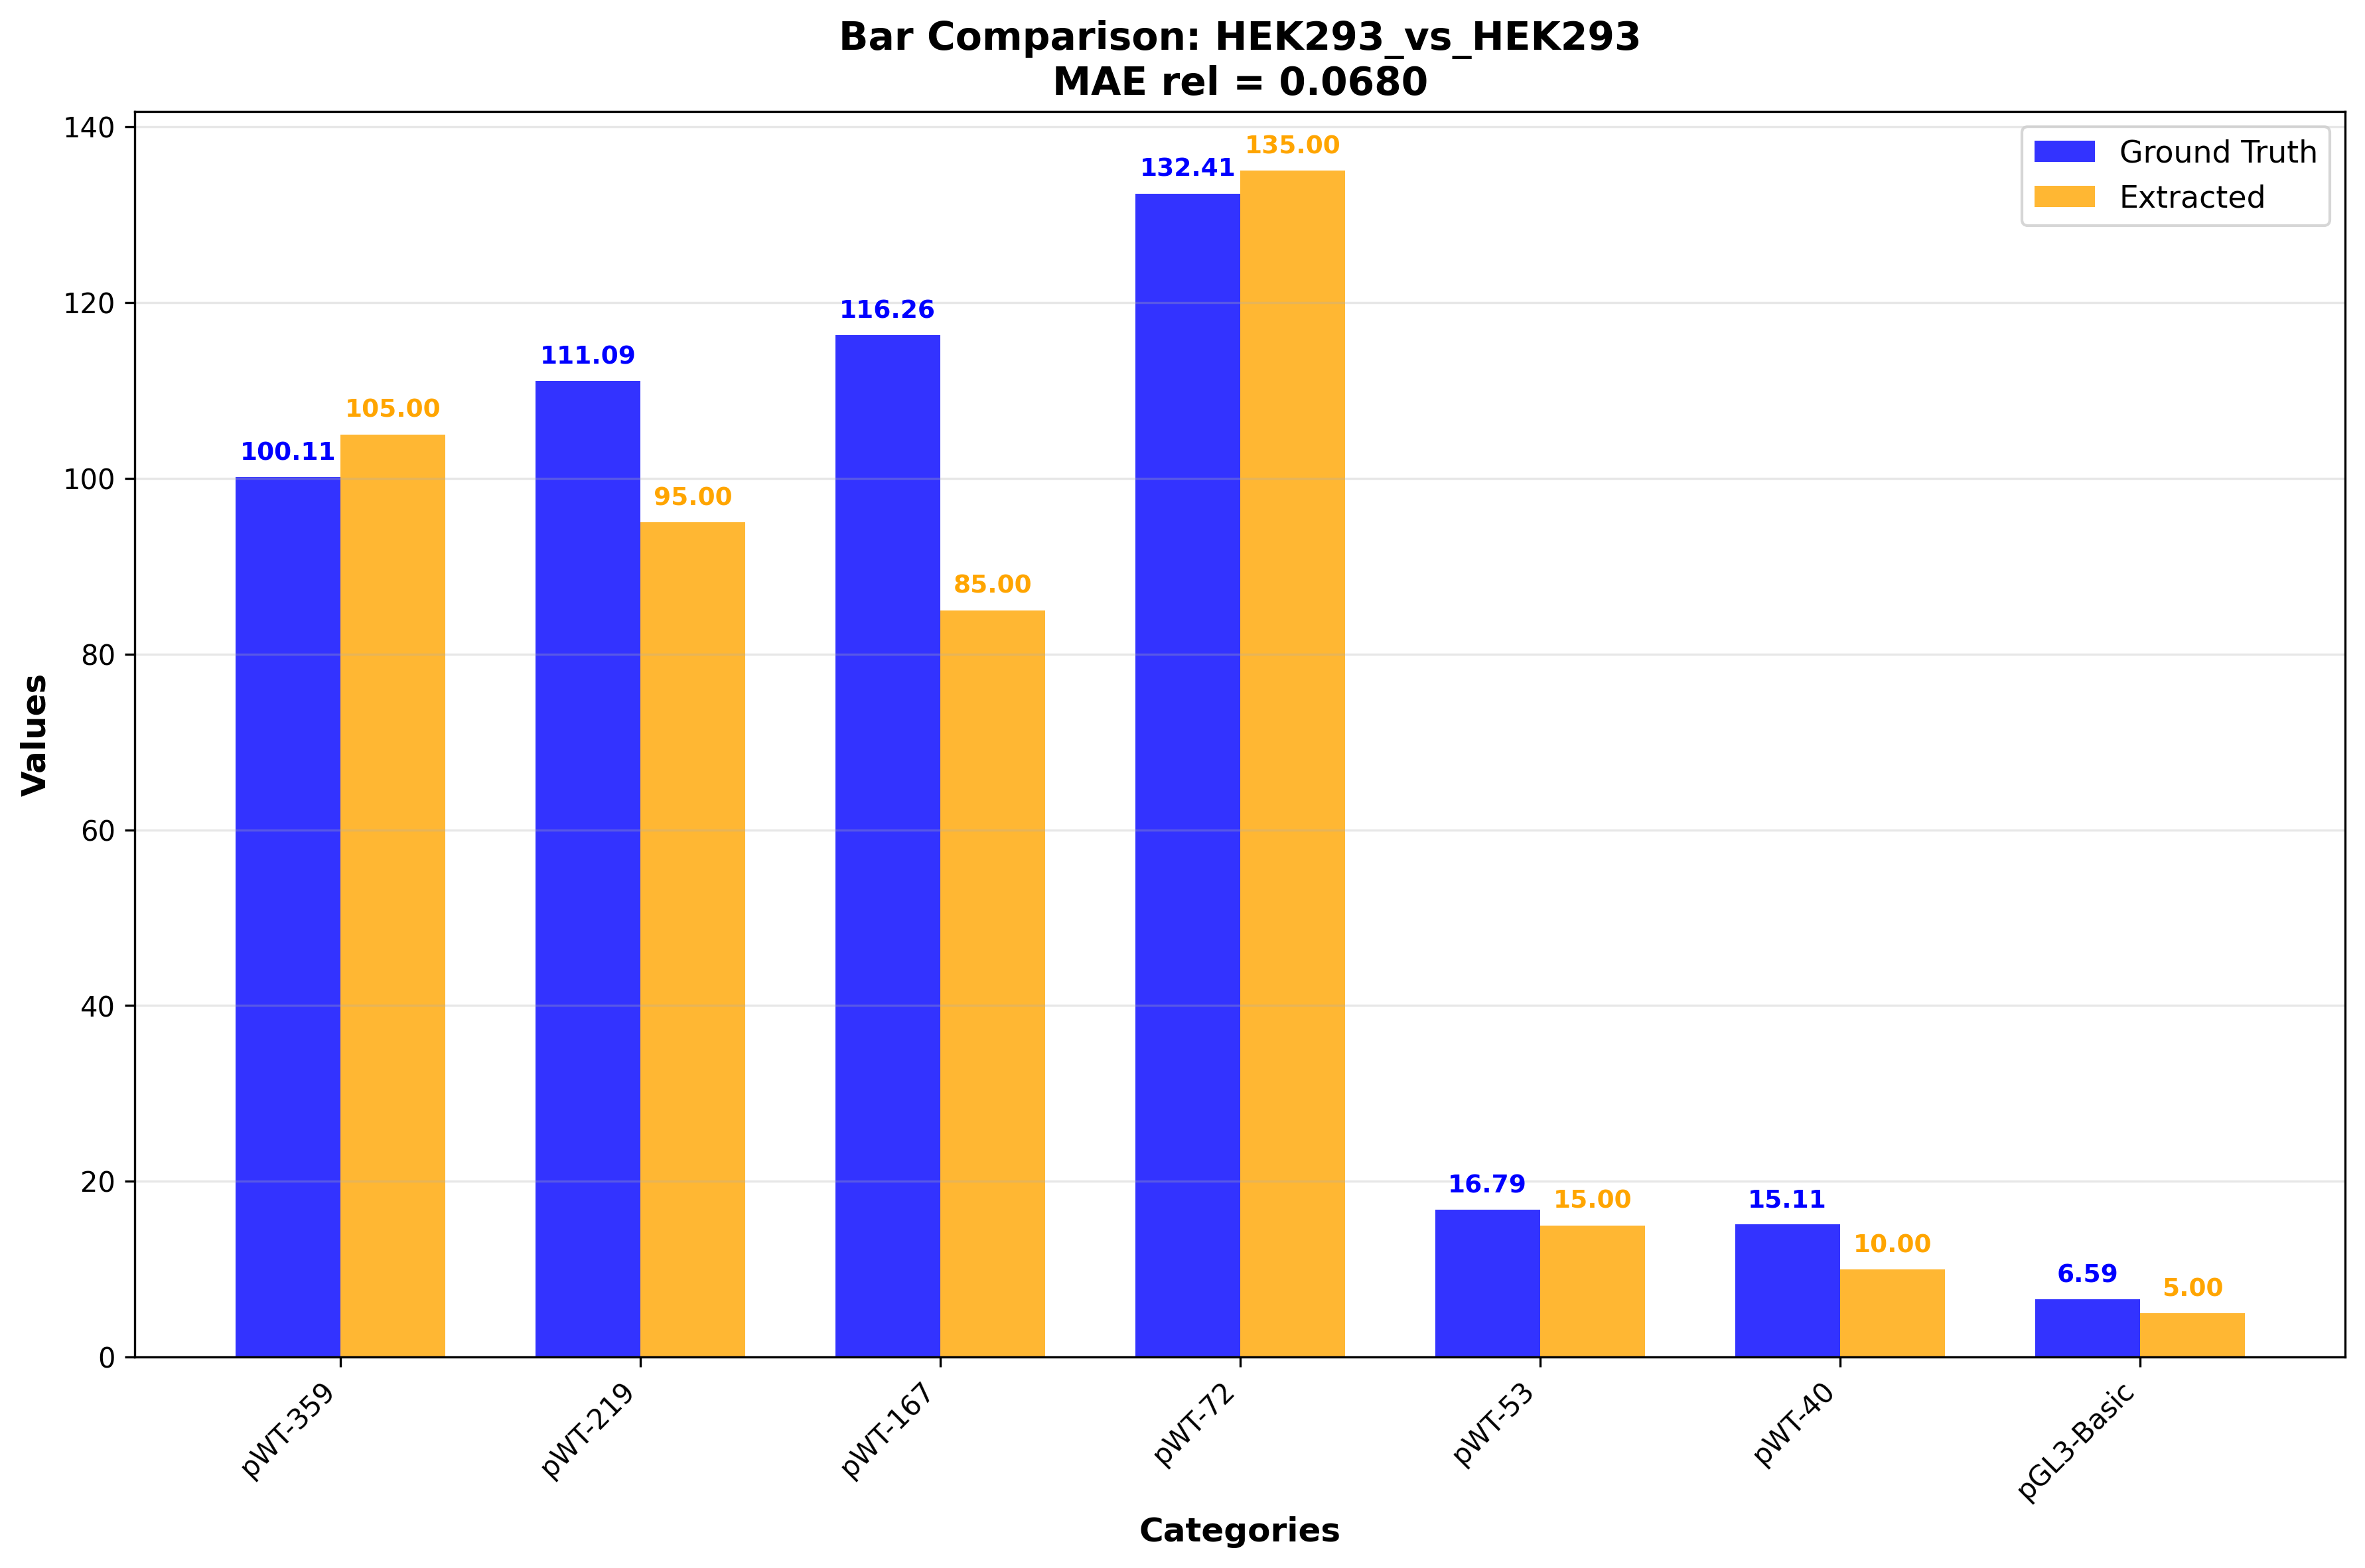 Bar Comparison: HEK293_vs_HEK293
MAE rel = 0.0680
Values
140
120
100
80
60
40
20
0
Ground Truth
Extracted
100.11
105.00
111.09
95.00
116.26
85.00
132.41
135.00
16.79
15.00
15.11
10.00
6.59
5.00
pWT-359
pWT-219
pWT-167
pWT-72
pWT-53
pWT-40
pGL3-Basic
Categories